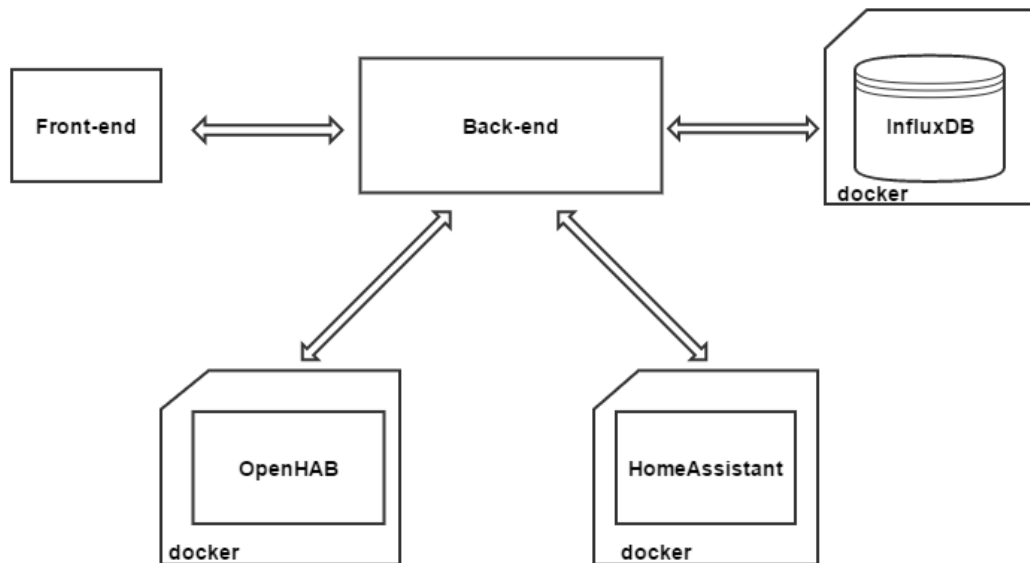 Front-end
Back-end
InfluxDB
docker
OpenHAB
docker
HomeAssistant
docker